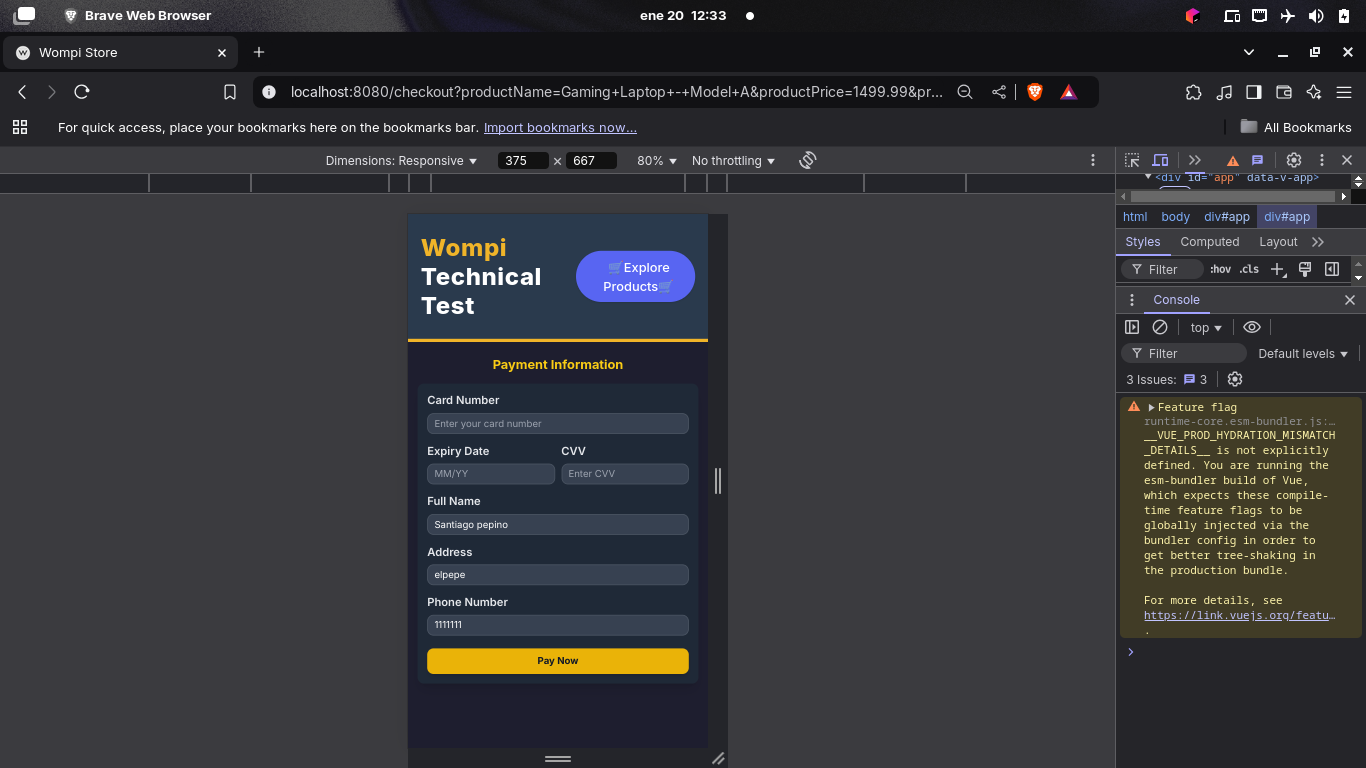 Brave Web Browser
ene 20 12:33
Wompi Store
localhost:8080/checkout?productName=Gaming+Laptop+-+Model+A&productPrice=1499.99&pr...
For quick access, place your bookmarks here on the bookmarks bar. Import bookmarks now...
All Bookmarks
Dimensions: Responsive
375 × 667
80%
No throttling
<div id="app" data-v-app>
html body div#app div#app
Styles Computed Layout
Filter :hov .cls
Console
top
Filter Default levels
3 Issues: 3
Feature flag
runtime-core.esm-bundler.js:…
__VUE_PROD_HYDRATION_MISMATCH
_DETAILS__ is not explicitly
defined. You are running the
esm-bundler build of Vue,
which expects these compile-
time feature flags to be
globally injected via the
bundler config in order to
get better tree-shaking in
the production bundle.
For more details, see
https://link.vuejs.org/featu…
.
Wompi
Technical
Test
🛒Explore
Products🛒
Payment Information
Card Number
Enter your card number
Expiry Date CVV
MM/YY Enter CVV
Full Name
Santiago pepino
Address
elpepe
Phone Number
1111111
Pay Now